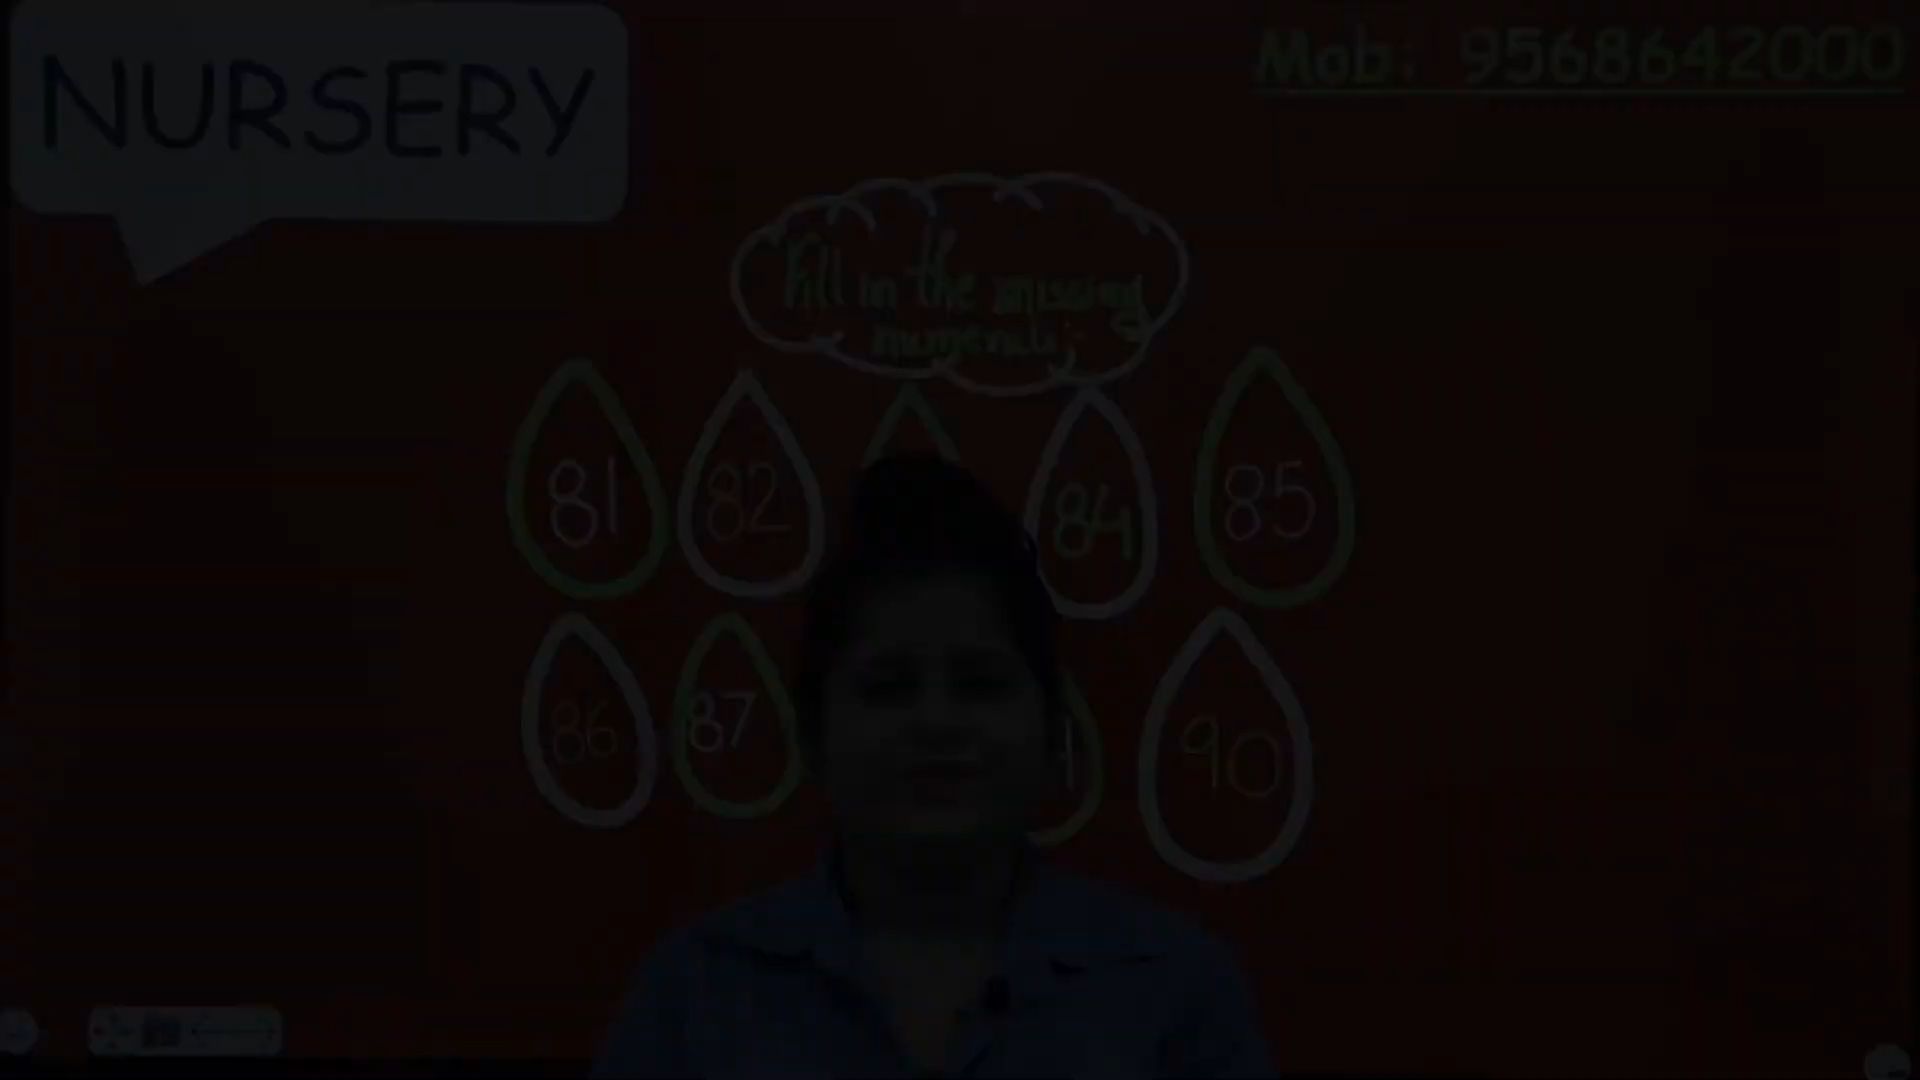 NURSERY
Mob: 9568642000
Fill in the missing
numerals:-
81 82 84 85
86 87 90